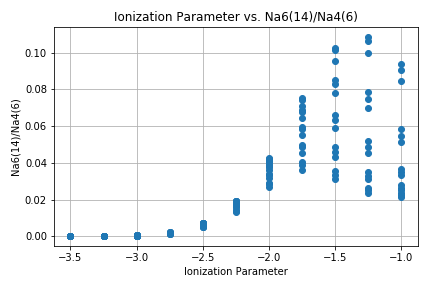 Ionization Parameter vs. Na6(14)/Na4(6)
Na6(14)/Na4(6)
0.10
0.08
0.06
0.04
0.02
0.00
−3.5 −3.0 −2.5 −2.0 −1.5 −1.0
Ionization Parameter